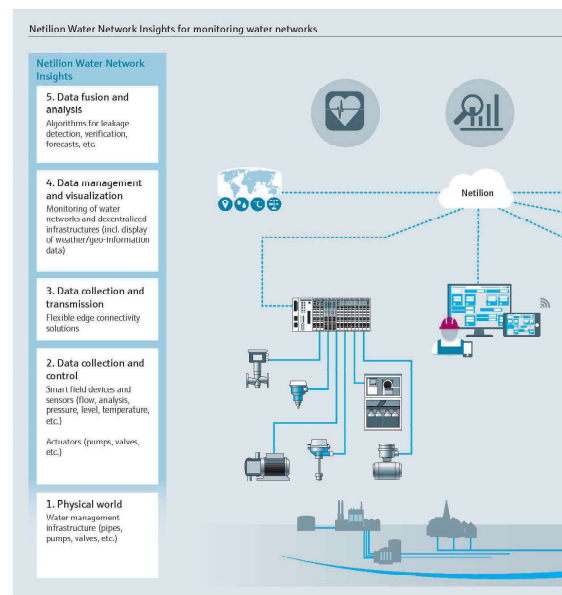 Netilion Water Network Insights for monitoring water networks
Netilion Water Network
Insights
5. Data fusion and
analysis
Algorithms for leakage
detection, verification,
forecasts, etc.
4. Data management
and visualization
Monitoring of water
networks and decentralized
infrastructures (incl. display
of weather/geo-information
data)
3. Data collection and
transmission
Flexible edge connectivity
solutions
2. Data collection and
control
Smart field devices and
sensors (flow, analysis,
pressure, level, temperature,
etc.)
Actuators (pumps, valves,
etc.)
1. Physical world
Water management
infrastructure (pipes,
pumps, valves, etc.)
Netilion